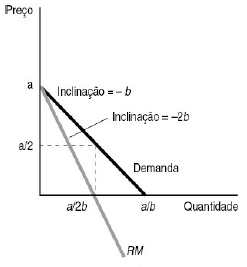 Preço
a
Inclinação = – b
Inclinação = –2b
a/2
Demanda
a/2b
a/b
Quantidade
RM